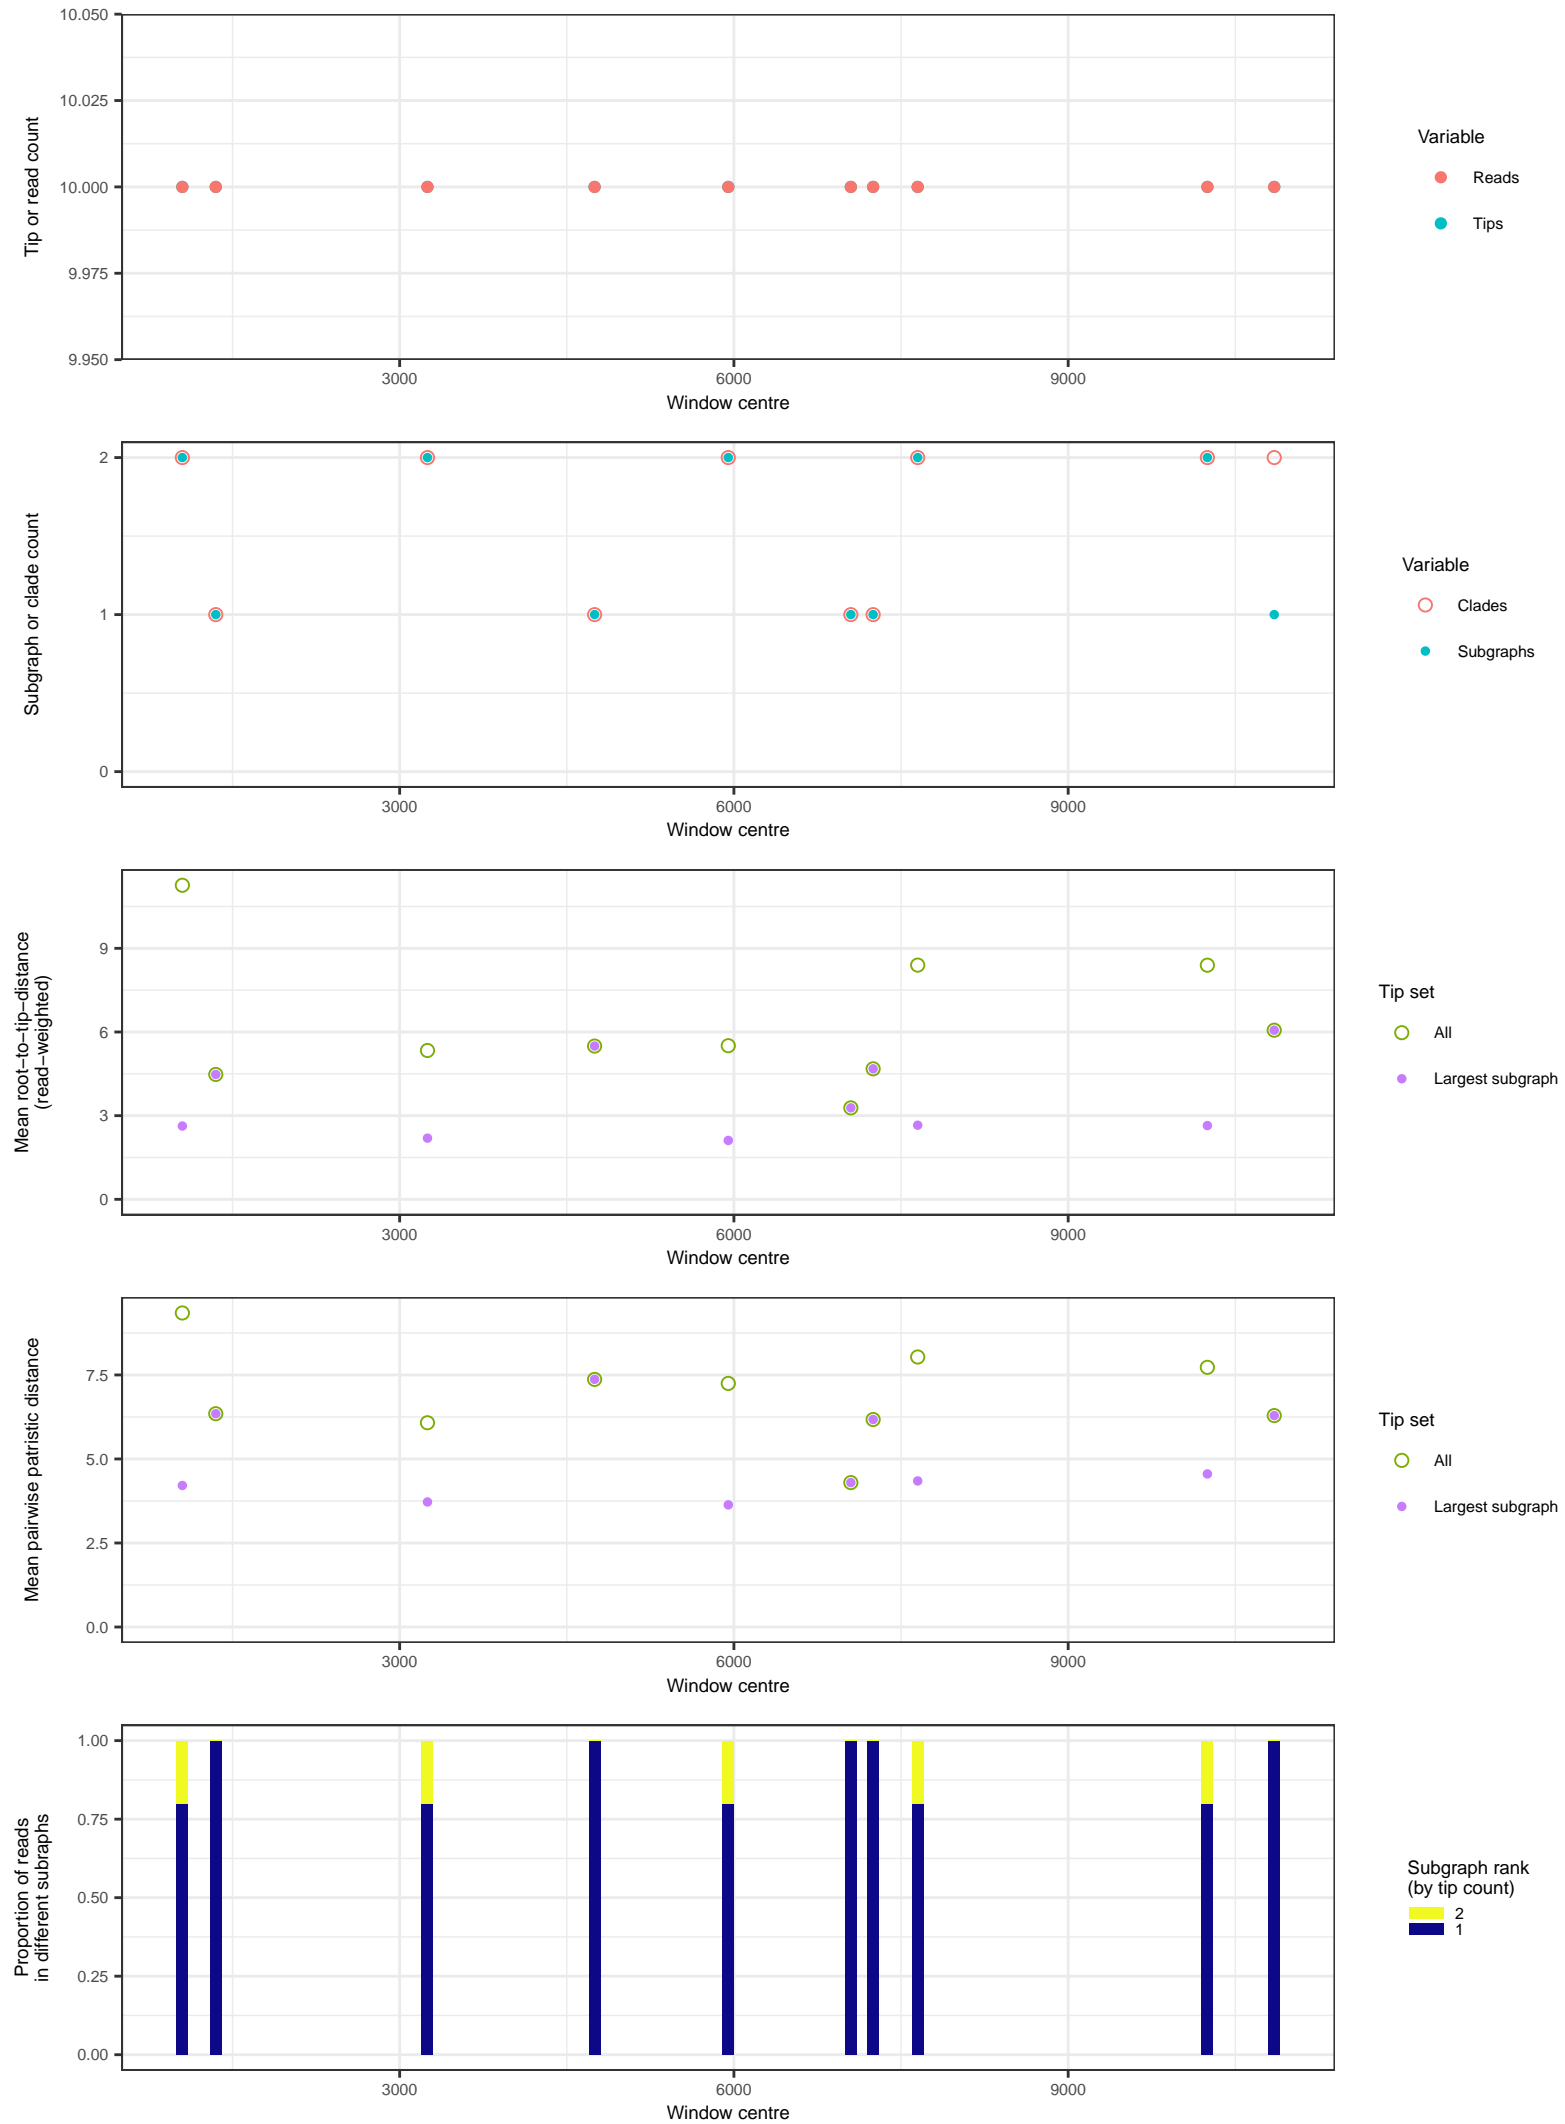 10.050
10.025
10.000
9.975
9.950
Tip or read count
3000
6000
9000
Window centre
Variable
Reads
Tips
2
1
0
Subgraph or clade count
3000
6000
9000
Window centre
Variable
Clades
Subgraphs
9
6
3
0
Mean root−to−tip−distance
(read−weighted)
3000
6000
9000
Window centre
Tip set
All
Largest subgraph
7.5
5.0
2.5
0.0
Mean pairwise patristic distance
3000
6000
9000
Window centre
Tip set
All
Largest subgraph
1.00
0.75
0.50
0.25
0.00
Proportion of reads
in different subraphs
3000
6000
9000
Window centre
Subgraph rank
(by tip count)
2
1